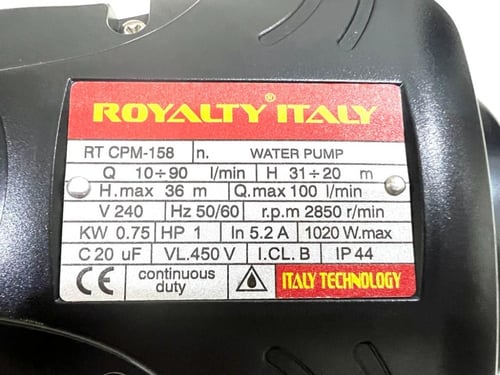 ROYALTY® ITALY
RT CPM-158 n. WATER PUMP
Q 10÷90 l/min H 31÷20 m
H.max 36 m Q.max 100 l/min
V 240 Hz 50/60 r.p.m 2850 r/min
KW 0.75 HP 1 In 5.2 A 1020 W.max
C 20 uF VL.450 V I.CL. B IP 44
CE continuous duty ITALY TECHNOLOGY